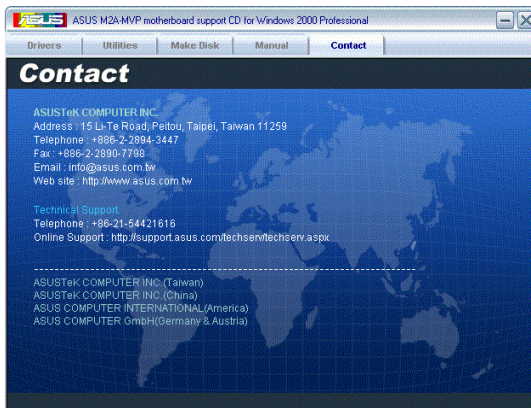 ASUS ASUS M2A-MVP motherboard support CD for Windows 2000 Professional
Drivers Utilities Make Disk Manual Contact
Contact
ASUSTeK COMPUTER INC.
Address : 15 Li-Te Road, Peitou, Taipei, Taiwan 11259
Telephone : +886-2-2894-3447
Fax : +886-2-2890-7798
Email : info@asus.com.tw
Web site : http://www.asus.com.tw
Technical Support
Telephone : +86-21-54421616
Online Support : http://support.asus.com/techserv/techserv.aspx
ASUSTeK COMPUTER INC.(Taiwan)
ASUSTeK COMPUTER INC.(China)
ASUS COMPUTER INTERNATIONAL(America)
ASUS COMPUTER GmbH(Germany & Austria)